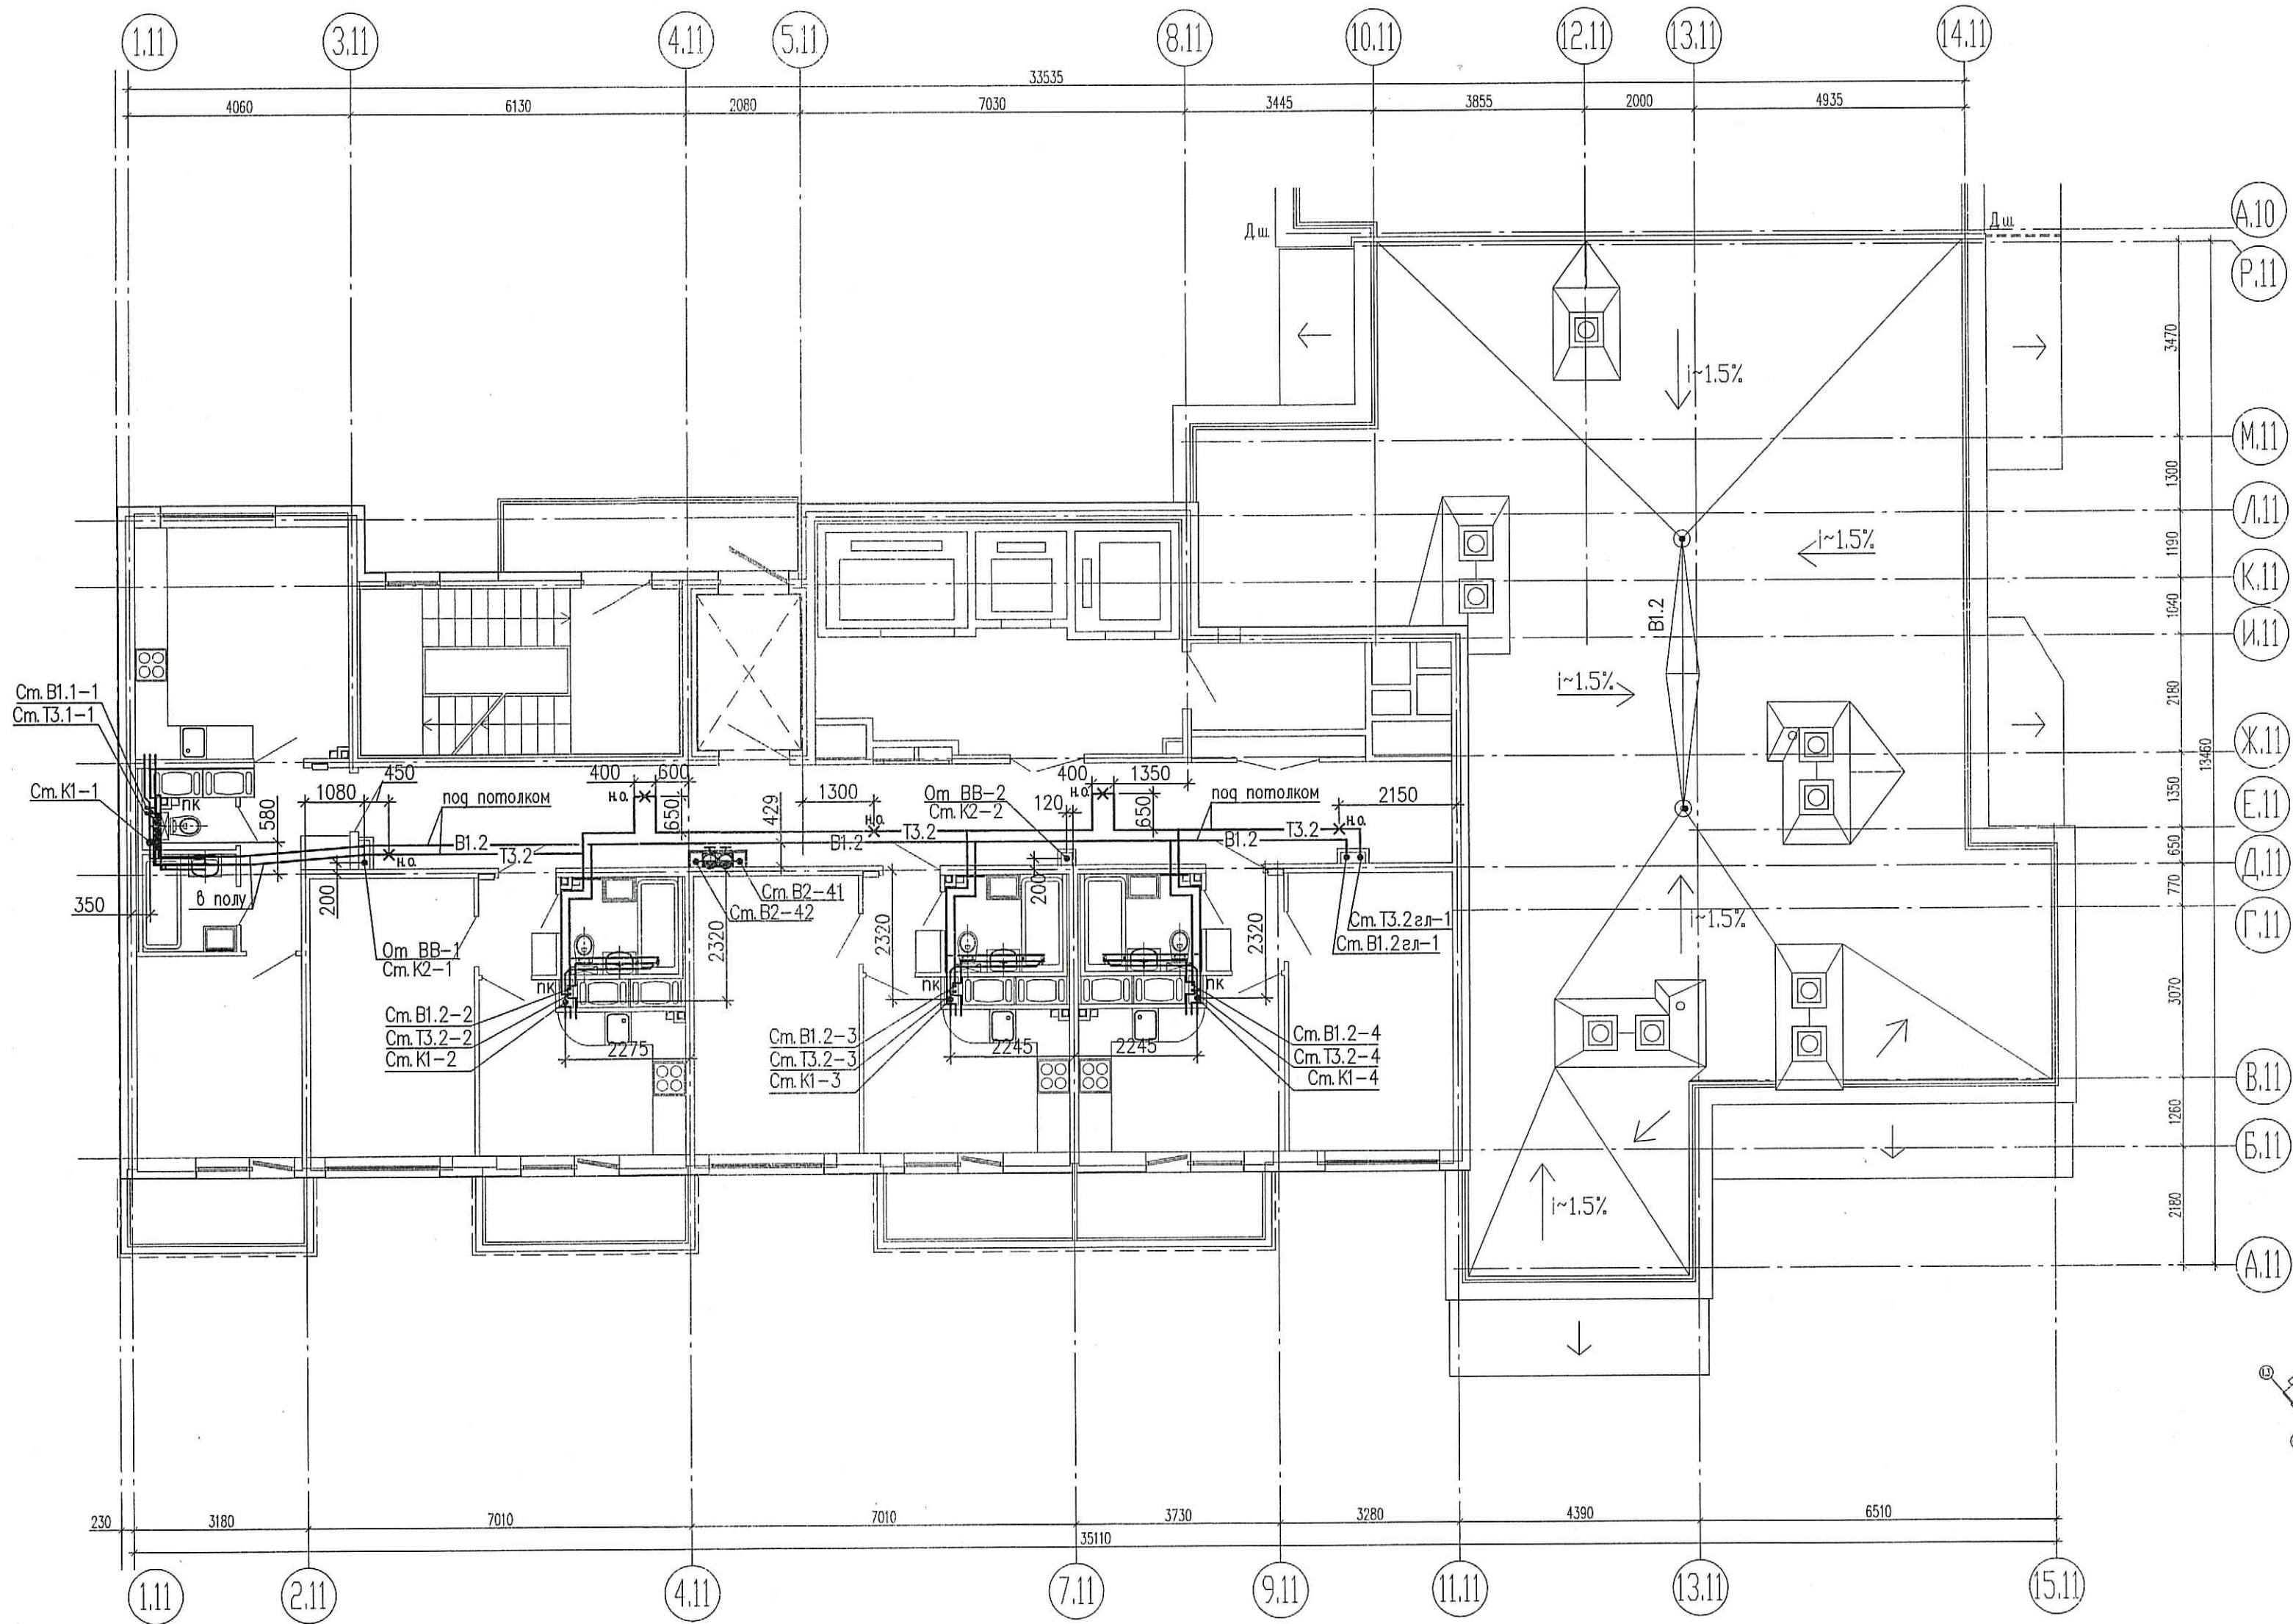 1.11
3.11
4.11
5.11
8.11
10.11
12.11
13.11
14.11
33535
4060
6130
2080
7030
3445
3855
2000
4935
А.10
Р.11
М.11
Л.11
К.11
И.11
Ж.11
Е.11
Д.11
Г.11
В.11
Б.11
А.11
3470
1300
1190
1040
2180
1350
650
770
3070
1260
2180
13460
Д.ш.
Д.ш.
i~1.5%
i~1.5%
i~1.5%
i~1.5%
i~1.5%
В1.2
Ст. В1.1-1
Ст. Т3.1-1
Ст. К1-1
пк
580
1080
450
под потолком
400
600
н.о.
650
429
1300
н.о.
От ВВ-2
Ст. К2-2
120
400
1350
н.о.
650
под потолком
2150
В1.2
Т3.2
н.о.
В1.2
Т3.2
В1.2
Т3.2
н.о.
350
в полу
200
От ВВ-1
Ст. К2-1
Ст. В2-41
Ст. В2-42
2320
2320
200
2320
Ст. Т3.2гл-1
Ст. В1.2гл-1
пк
пк
пк
Ст. В1.2-2
Ст. Т3.2-2
Ст. К1-2
2275
Ст. В1.2-3
Ст. Т3.2-3
Ст. К1-3
2245
2245
Ст. В1.2-4
Ст. Т3.2-4
Ст. К1-4
230
3180
7010
7010
3730
3280
4390
6510
35110
1.11
2.11
4.11
7.11
9.11
11.11
13.11
15.11